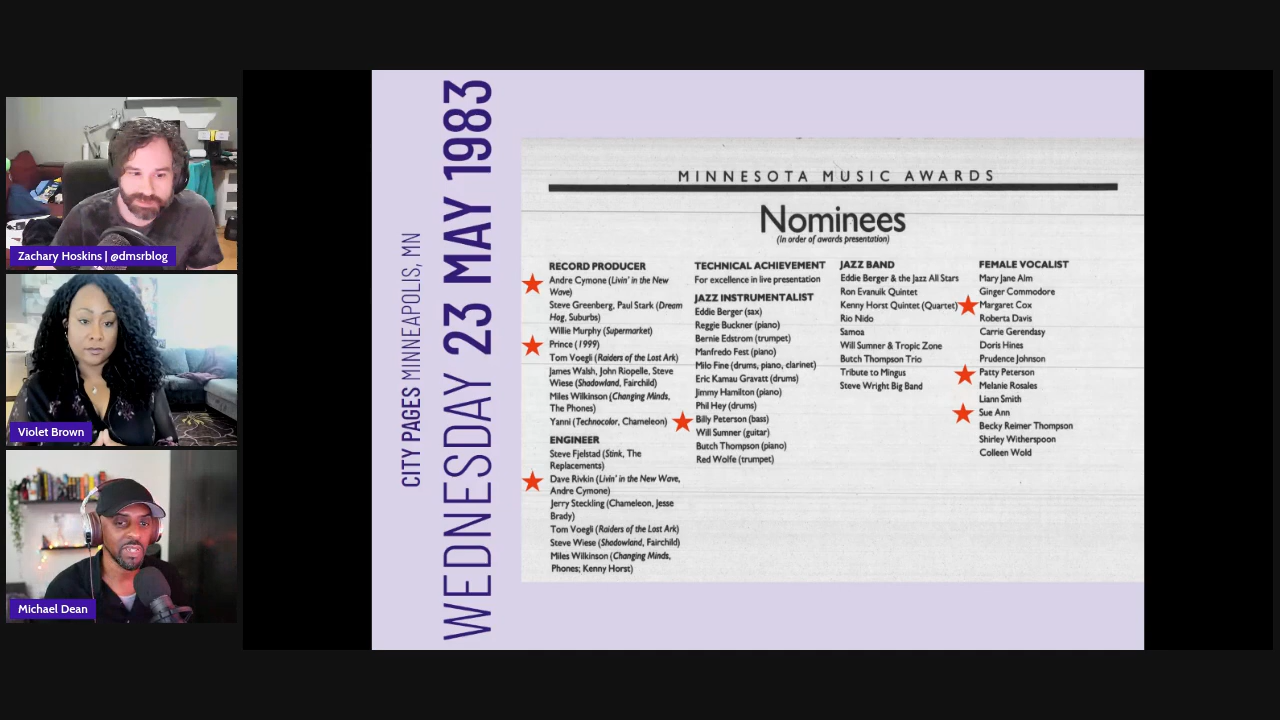 Zachary Hoskins | @dmsrblog
Violet Brown
Michael Dean
CITY PAGES MINNEAPOLIS, MN
WEDNESDAY 23 MAY 1983
MINNESOTA MUSIC AWARDS
Nominees
(In order of awards presentation)
RECORD PRODUCER
Andre Cymone (Livin' in the New
Wave)
Steve Greenberg, Paul Stark (Dream
Hog, Suburbs)
Willie Murphy (Supermarket)
Prince (1999)
Tom Voegli (Raiders of the Lost Ark)
James Walsh, John Riopelle, Steve
Wiese (Shadowland, Fairchild)
Miles Wilkinson (Changing Minds,
The Phones)
Yanni (Technocolor, Chameleon)
ENGINEER
Steve Fjelstad (Stink, The
Replacements)
Dave Rivkin (Livin' in the New Wave,
Andre Cymone)
Jerry Steckling (Chameleon, Jesse
Brady)
Tom Voegli (Raiders of the Lost Ark)
Steve Wiese (Shadowland, Fairchild)
Miles Wilkinson (Changing Minds,
Phones; Kenny Horst)
TECHNICAL ACHIEVEMENT
For excellence in live presentation
JAZZ INSTRUMENTALIST
Eddie Berger (sax)
Reggie Buckner (piano)
Bernie Edstrom (trumpet)
Manfredo Fest (piano)
Milo Fine (drums, piano, clarinet)
Eric Kamau Gravatt (drums)
Jimmy Hamilton (piano)
Phil Hey (drums)
Billy Peterson (bass)
Will Sumner (guitar)
Butch Thompson (piano)
Red Wolfe (trumpet)
JAZZ BAND
Eddie Berger & the Jazz All Stars
Ron Evanuik Quintet
Kenny Horst Quintet (Quartet)
Rio Nido
Samoa
Will Sumner & Tropic Zone
Butch Thompson Trio
Tribute to Mingus
Steve Wright Big Band
FEMALE VOCALIST
Mary Jane Alm
Ginger Commodore
Margaret Cox
Roberta Davis
Carrie Gerendasy
Doris Hines
Prudence Johnson
Patty Peterson
Melanie Rosales
Liann Smith
Sue Ann
Becky Reimer Thompson
Shirley Witherspoon
Colleen Wold